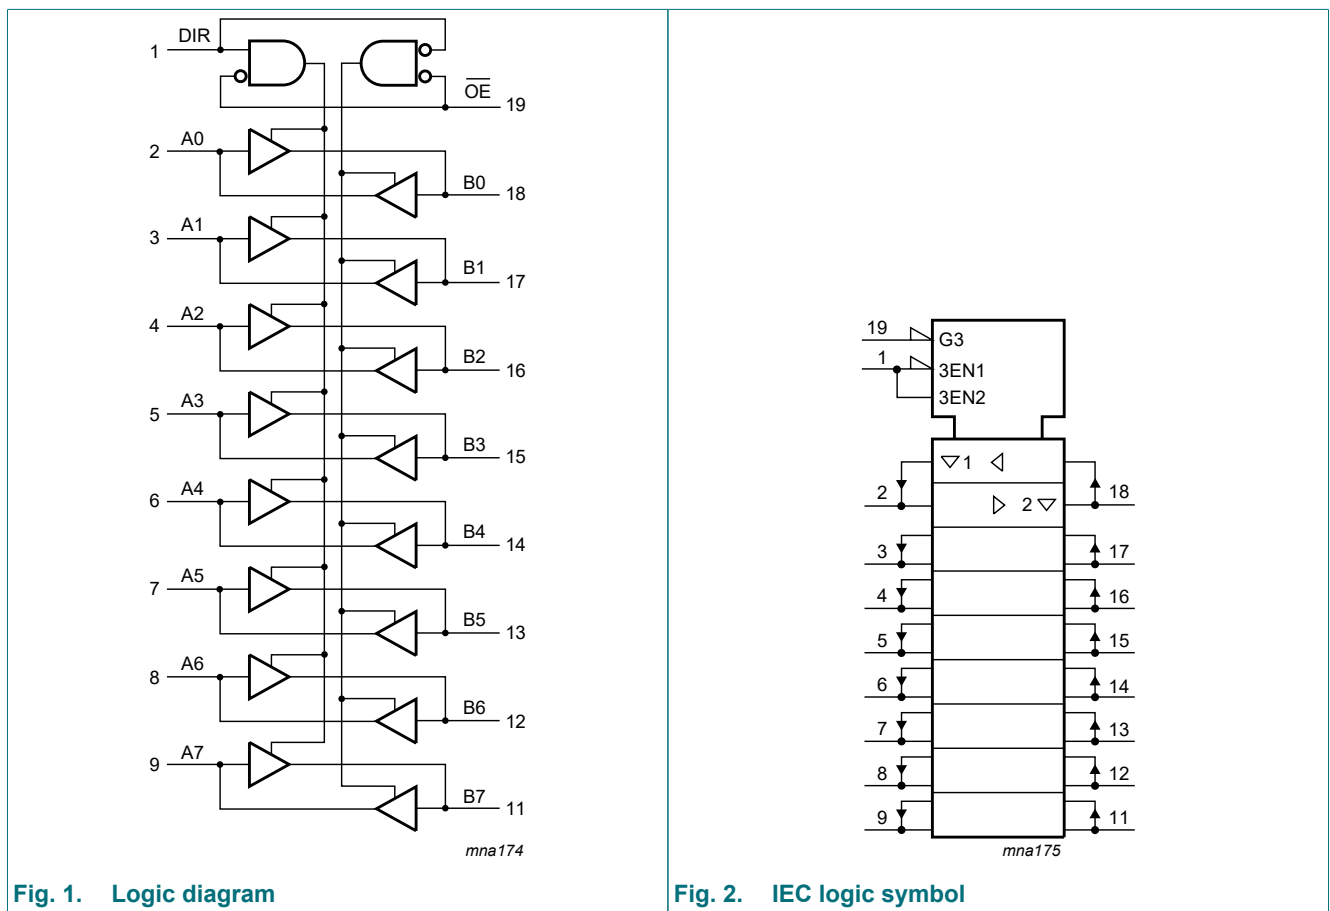 DIR
1
OE
19
A0
2
B0
18
A1
3
B1
17
A2
4
B2
16
A3
5
B3
15
A4
6
B4
14
A5
7
B5
13
A6
8
B6
12
A7
9
B7
11
mna174
Fig. 1. Logic diagram
19
G3
1
3EN1
3EN2
1
2
18
2
3
17
4
16
5
15
6
14
7
13
8
12
9
11
mna175
Fig. 2. IEC logic symbol